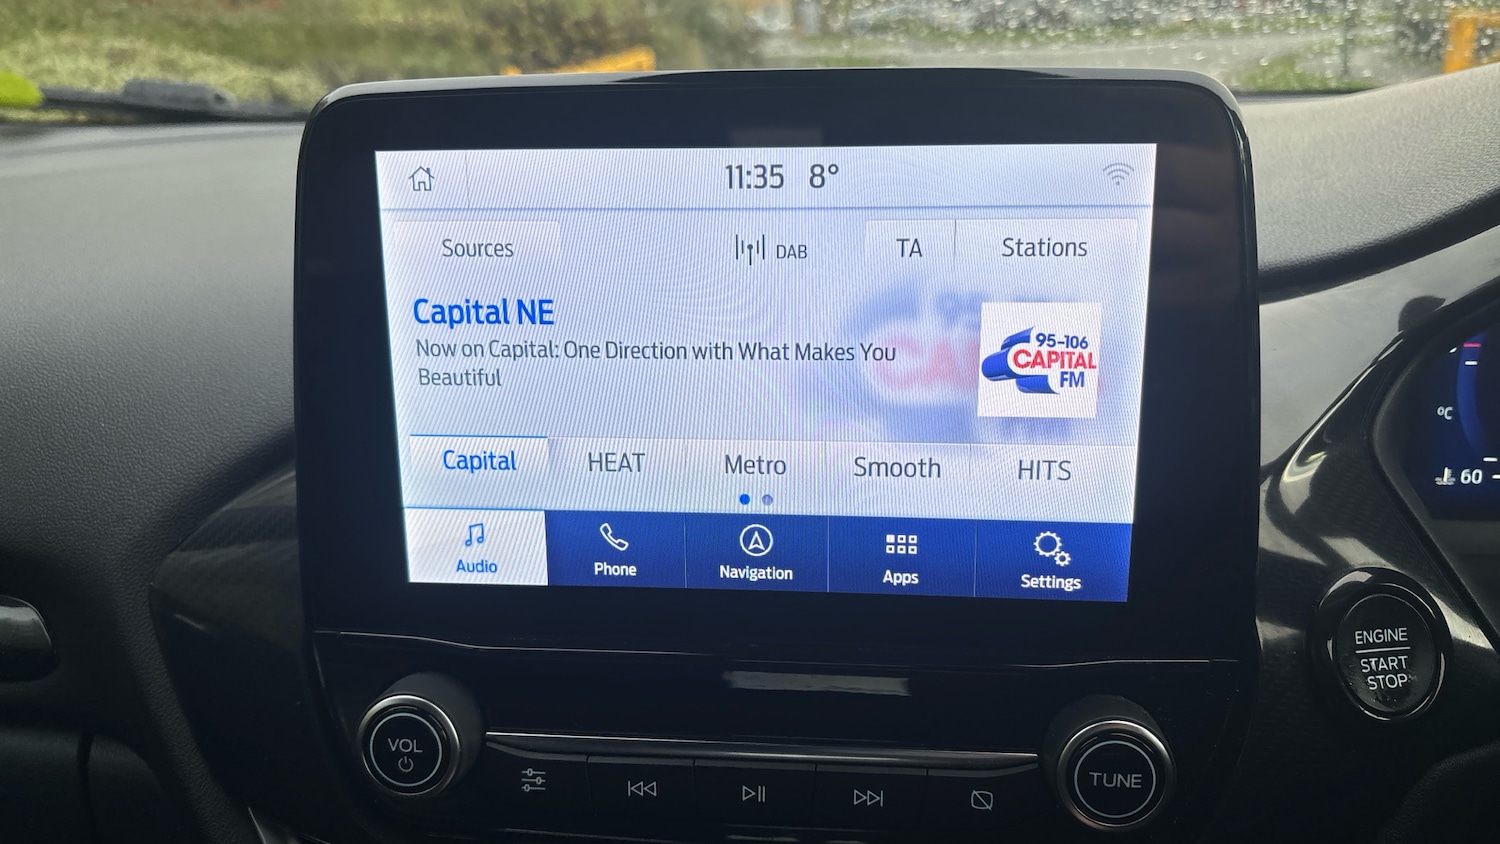 11:35 8°
Sources DAB TA Stations
Capital NE
Now on Capital: One Direction with What Makes You
Beautiful
95-106
CAPITAL
FM
Capital HEAT Metro Smooth HITS
Audio Phone Navigation Apps Settings
°C
60
ENGINE
START
STOP
VOL
TUNE